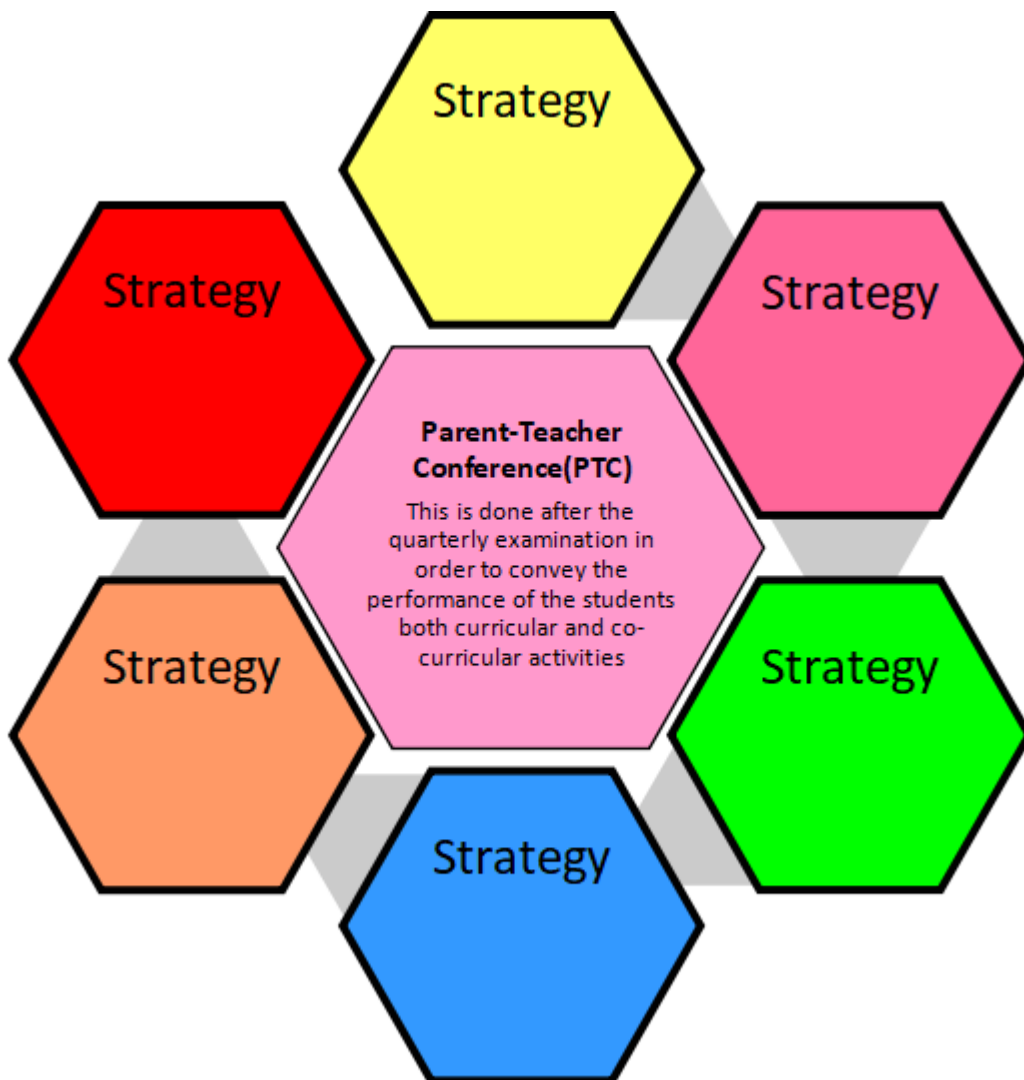 Strategy
Strategy
Strategy
Parent-Teacher
Conference(PTC)
This is done after the
quarterly examination in
order to convey the
performance of the students
both curricular and co-
curricular activities
Strategy
Strategy
Strategy